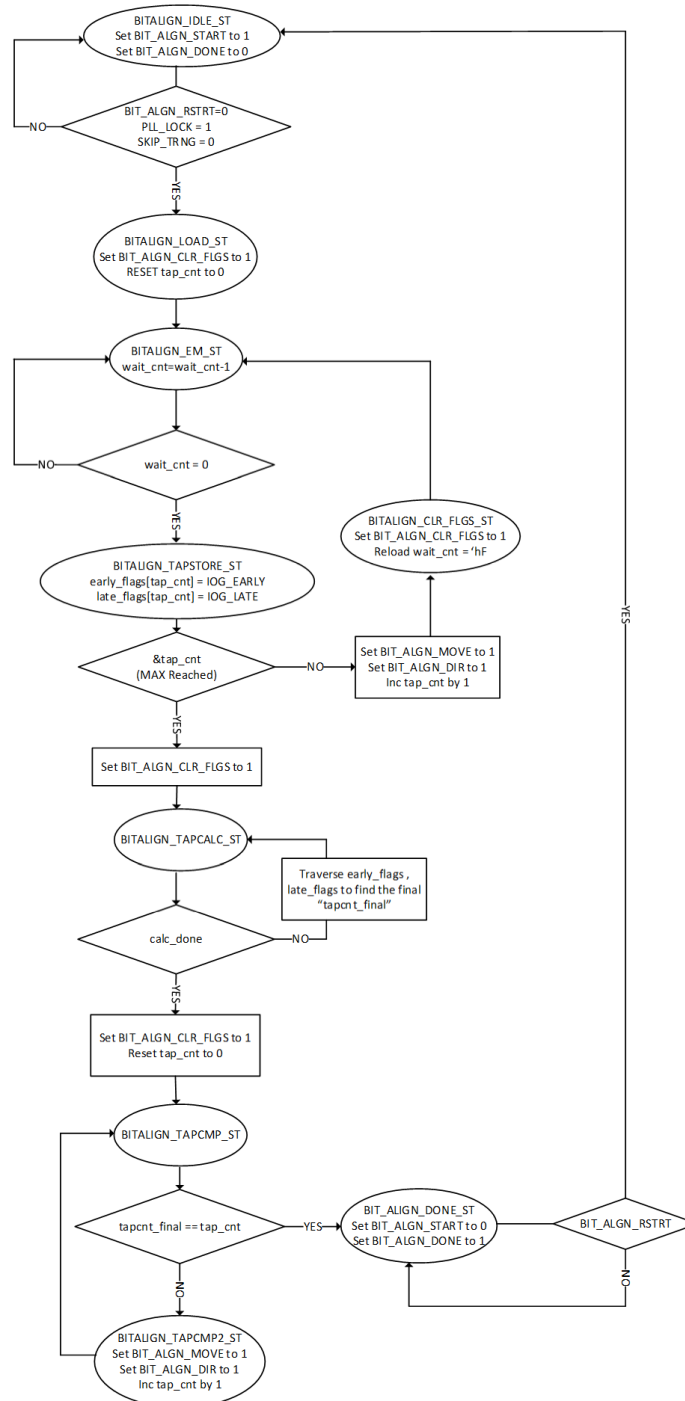 BITALIGN_IDLE_ST
Set BIT_ALGN_START to 1
Set BIT_ALGN_DONE to 0
BIT_ALGN_RSTRT=0
PLL_LOCK = 1
SKIP_TRNG = 0
NO
YES
BITALIGN_LOAD_ST
Set BIT_ALGN_CLR_FLGS to 1
RESET tap_cnt to 0
BITALIGN_EM_ST
wait_cnt=wait_cnt-1
wait_cnt = 0
NO
YES
BITALIGN_CLR_FLGS_ST
Set BIT_ALGN_CLR_FLGS to 1
Reload wait_cnt = ‘hF
BITALIGN_TAPSTORE_ST
early_flags[tap_cnt] = IOG_EARLY
late_flags[tap_cnt] = IOG_LATE
&tap_cnt
(MAX Reached)
NO
Set BIT_ALGN_MOVE to 1
Set BIT_ALGN_DIR to 1
Inc tap_cnt by 1
YES
YES
Set BIT_ALGN_CLR_FLGS to 1
BITALIGN_TAPCALC_ST
Traverse early_flags ,
late_flags to find the final
“tapcnt_final”
calc_done
NO
YES
Set BIT_ALGN_CLR_FLGS to 1
Reset tap_cnt to 0
BITALIGN_TAPCMP_ST
tapcnt_final == tap_cnt
YES
BIT_ALIGN_DONE_ST
Set BIT_ALGN_START to 0
Set BIT_ALGN_DONE to 1
BIT_ALGN_RSTRT
NO
NO
BITALIGN_TAPCMP2_ST
Set BIT_ALGN_MOVE to 1
Set BIT_ALGN_DIR to 1
Inc tap_cnt by 1